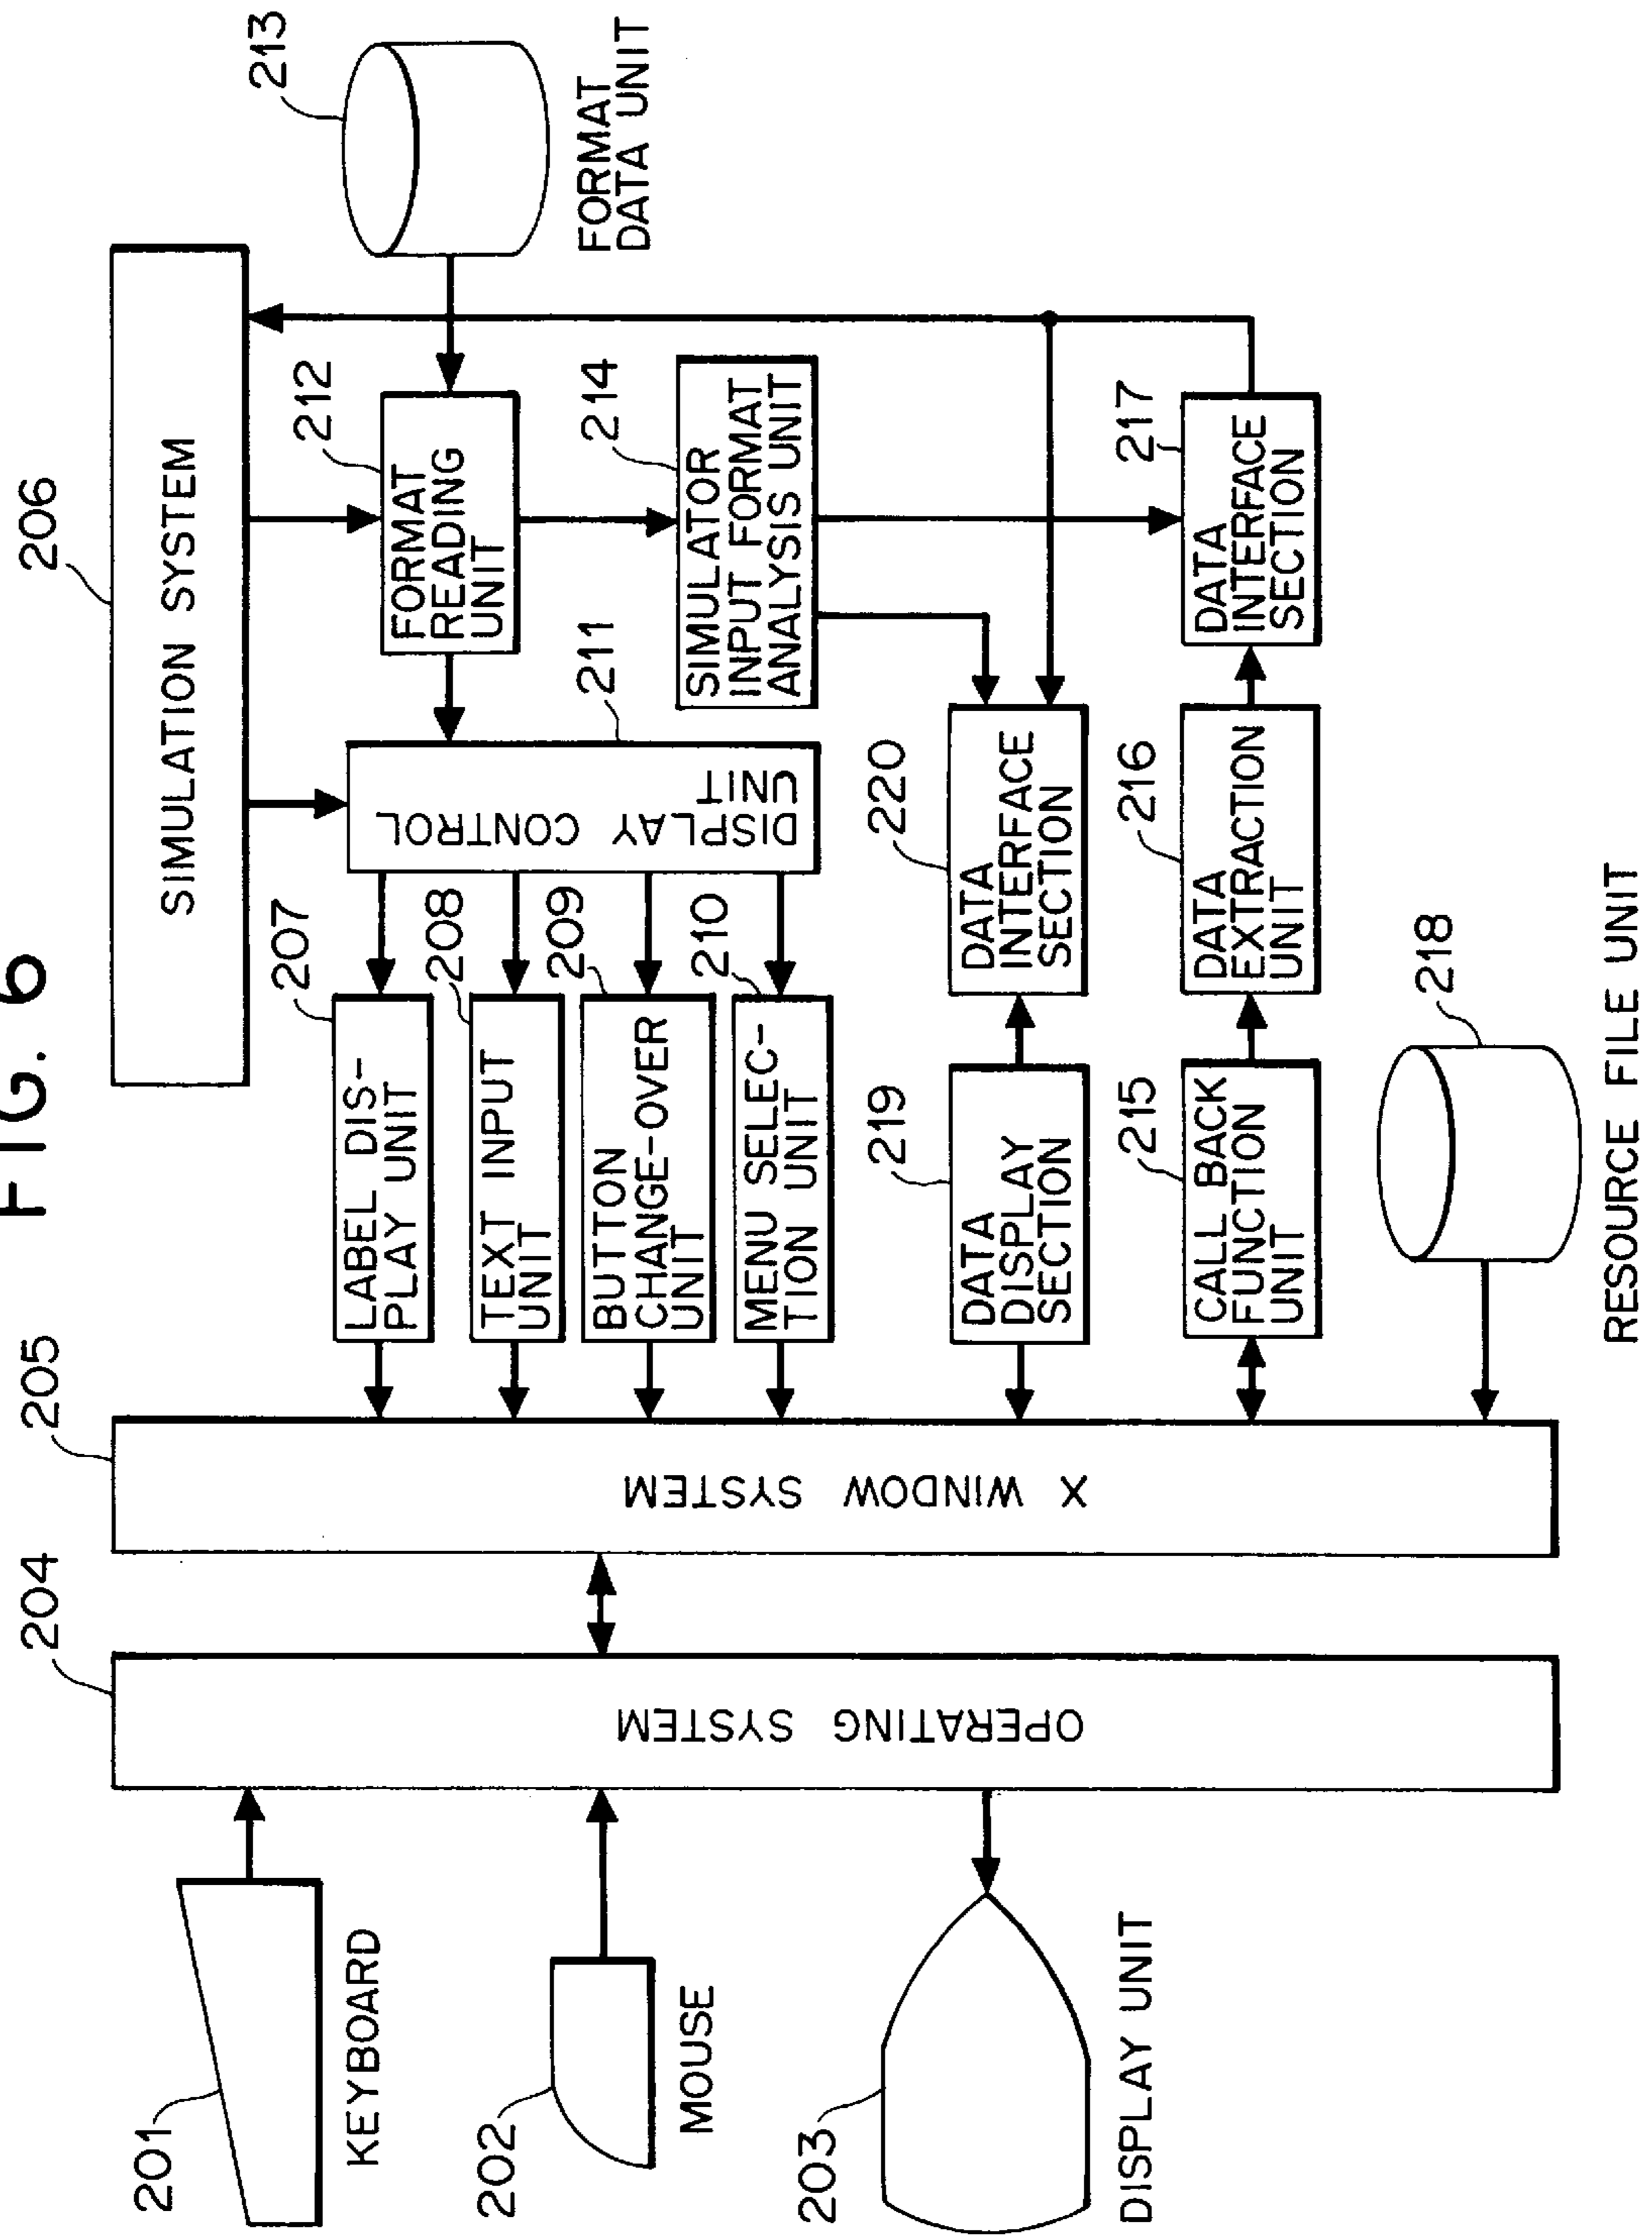 FIG. 6
201
KEYBOARD
202
MOUSE
203
DISPLAY UNIT
204
OPERATING SYSTEM
205
X WINDOW SYSTEM
206
SIMULATION SYSTEM
207
LABEL DIS-
PLAY UNIT
208
TEXT INPUT
UNIT
209
BUTTON
CHANGE-OVER
UNIT
210
MENU SELEC-
TION UNIT
211
DISPLAY CONTROL
UNIT
212
FORMAT
READING
UNIT
213
FORMAT
DATA UNIT
214
SIMULATOR
INPUT FORMAT
ANALYSIS UNIT
219
DATA
DISPLAY
SECTION
220
DATA
INTERFACE
SECTION
215
CALL BACK
FUNCTION
UNIT
216
DATA
EXTRACTION
UNIT
217
DATA
INTERFACE
SECTION
218
RESOURCE FILE UNIT